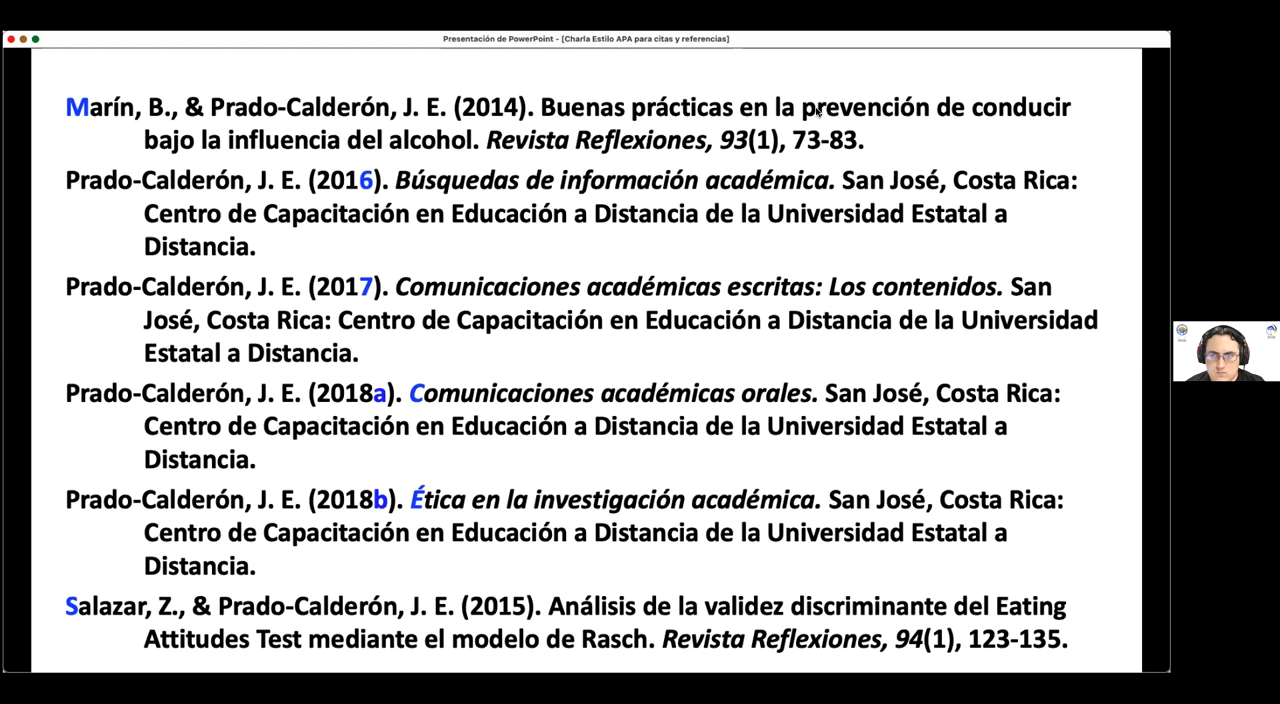 Presentación de PowerPoint - [Charla Estilo APA para citas y referencias]
Marín, B., & Prado-Calderón, J. E. (2014). Buenas prácticas en la prevención de conducir
bajo la influencia del alcohol. Revista Reflexiones, 93(1), 73-83.
Prado-Calderón, J. E. (2016). Búsquedas de información académica. San José, Costa Rica:
Centro de Capacitación en Educación a Distancia de la Universidad Estatal a
Distancia.
Prado-Calderón, J. E. (2017). Comunicaciones académicas escritas: Los contenidos. San
José, Costa Rica: Centro de Capacitación en Educación a Distancia de la Universidad
Estatal a Distancia.
Prado-Calderón, J. E. (2018a). Comunicaciones académicas orales. San José, Costa Rica:
Centro de Capacitación en Educación a Distancia de la Universidad Estatal a
Distancia.
Prado-Calderón, J. E. (2018b). Ética en la investigación académica. San José, Costa Rica:
Centro de Capacitación en Educación a Distancia de la Universidad Estatal a
Distancia.
Salazar, Z., & Prado-Calderón, J. E. (2015). Análisis de la validez discriminante del Eating
Attitudes Test mediante el modelo de Rasch. Revista Reflexiones, 94(1), 123-135.